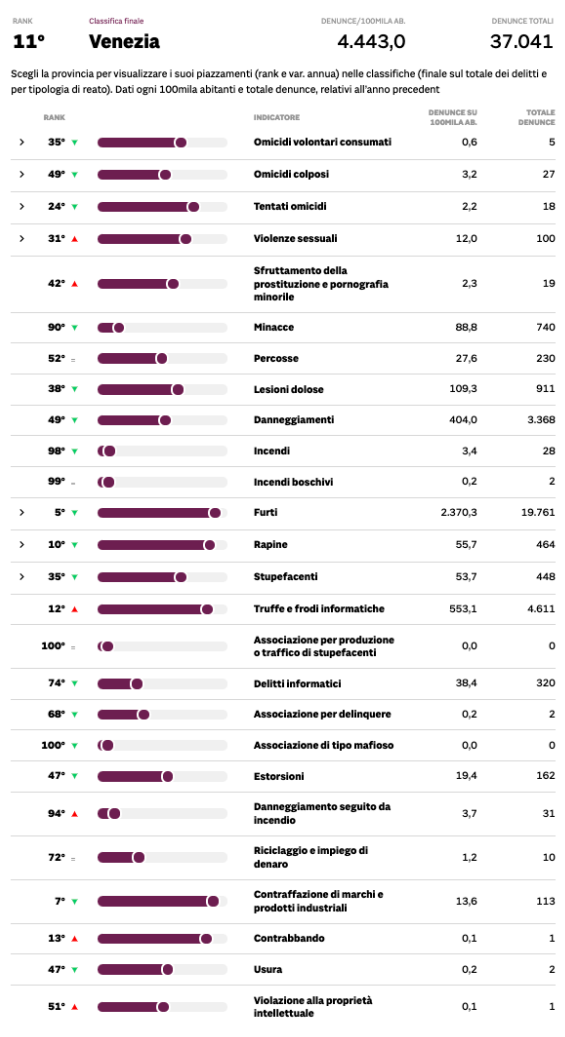 RANK Classifica finale DENUNCE/100MILA AB. DENUNCE TOTALI
11° Venezia 4.443,0 37.041
Scegli la provincia per visualizzare i suoi piazzamenti (rank e var. annua) nelle classifiche (finale sul totale dei delitti e
per tipologia di reato). Dati ogni 100mila abitanti e totale denunce, relativi all'anno precedent
RANK INDICATORE DENUNCE SU 100MILA AB. TOTALE DENUNCE
35° Omicidi volontari consumati 0,6 5
49° Omicidi colposi 3,2 27
24° Tentati omicidi 2,2 18
31° Violenze sessuali 12,0 100
42° Sfruttamento della
prostituzione e pornografia
minorile 2,3 19
90° Minacce 88,8 740
52° = Percosse 27,6 230
38° Lesioni dolose 109,3 911
49° Danneggiamenti 404,0 3.368
98° Incendi 3,4 28
99° = Incendi boschivi 0,2 2
5° Furti 2.370,3 19.761
10° Rapine 55,7 464
35° Stupefacenti 53,7 448
12° Truffe e frodi informatiche 553,1 4.611
100° = Associazione per produzione
o traffico di stupefacenti 0,0 0
74° Delitti informatici 38,4 320
68° Associazione per delinquere 0,2 2
100° Associazione di tipo mafioso 0,0 0
47° Estorsioni 19,4 162
94° Danneggiamento seguito da
incendio 3,7 31
72° = Riciclaggio e impiego di
denaro 1,2 10
7° Contraffazione di marchi e
prodotti industriali 13,6 113
13° Contrabbando 0,1 1
47° Usura 0,2 2
51° Violazione alla proprietà
intellettuale 0,1 1